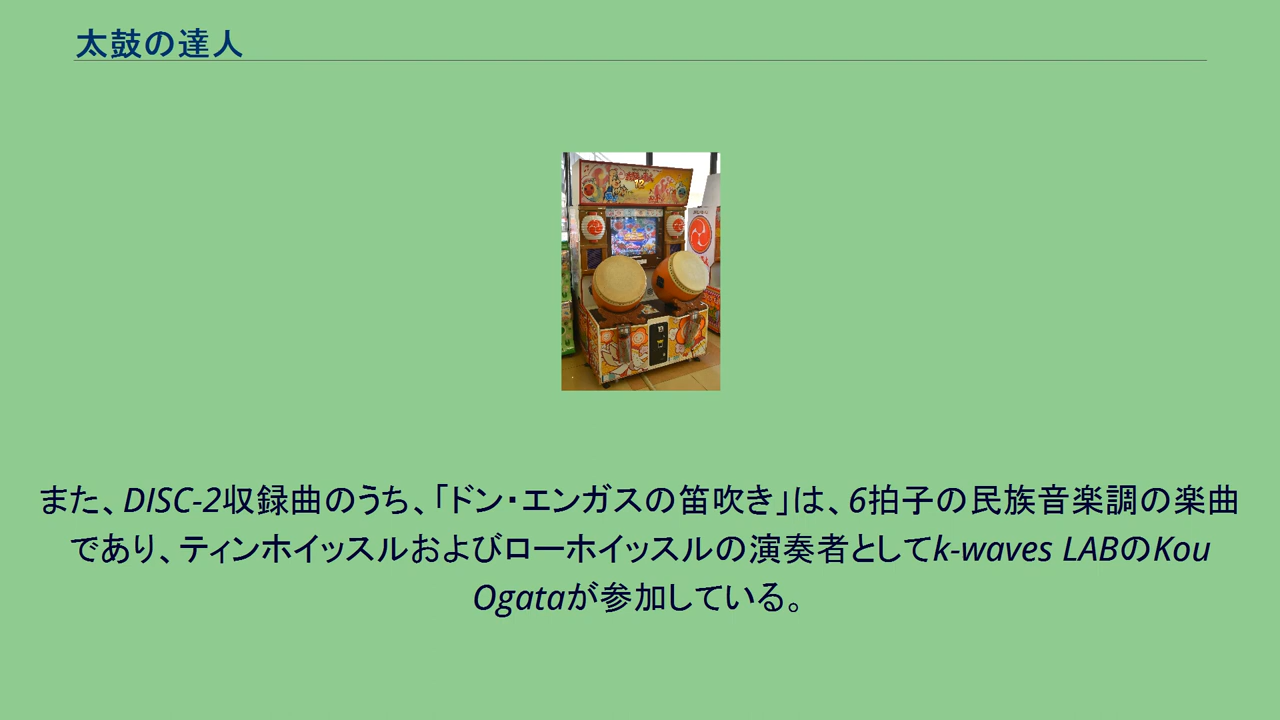 太鼓の達人
また、DISC-2収録曲のうち、「ドン・エンガスの笛吹き」は、6拍子の民族音楽調の楽曲
であり、ティンホイッスルおよびローホイッスルの演奏者としてk-waves LABのKou
Ogataが参加している。